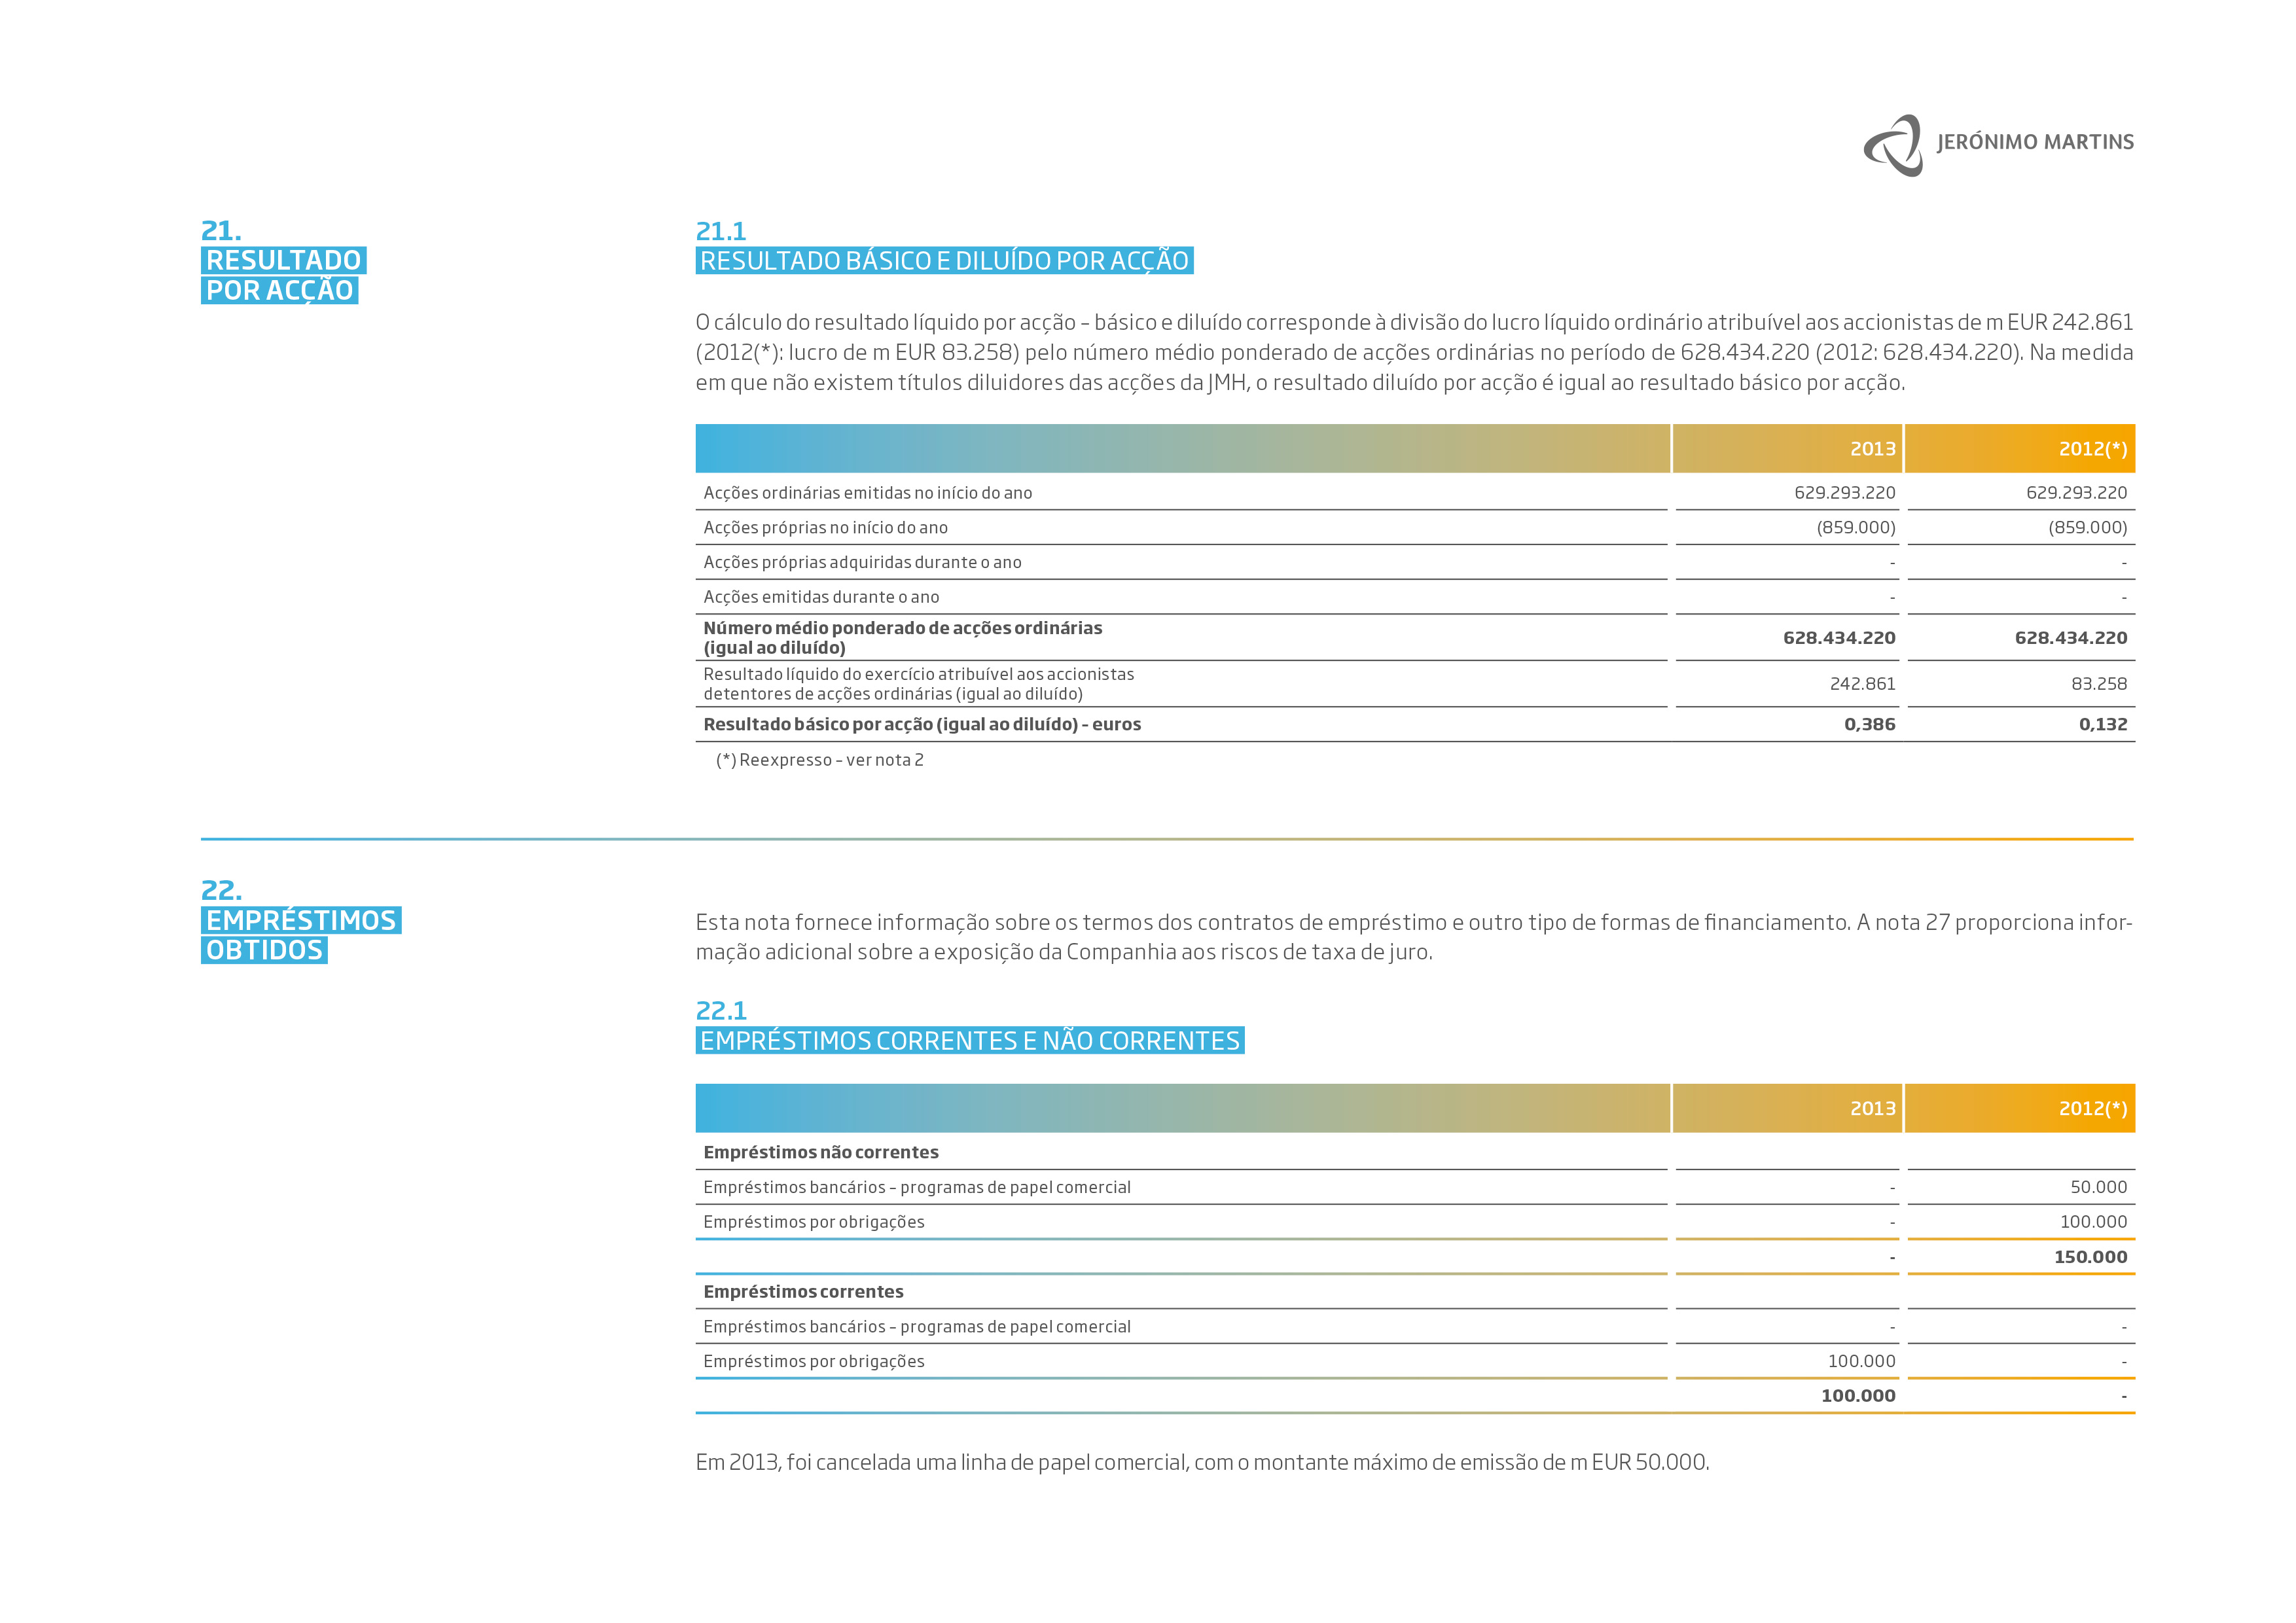 JERÓNIMO MARTINS
21.
RESULTADO
POR ACÇÃO
21.1
RESULTADO BÁSICO E DILUÍDO POR ACÇÃO
O cálculo do resultado líquido por acção – básico e diluído corresponde à divisão do lucro líquido ordinário atribuível aos accionistas de m EUR 242.861
(2012(*): lucro de m EUR 83.258) pelo número médio ponderado de acções ordinárias no período de 628.434.220 (2012: 628.434.220). Na medida
em que não existem títulos diluidores das acções da JMH, o resultado diluído por acção é igual ao resultado básico por acção.
2013 2012(*)
Acções ordinárias emitidas no início do ano 629.293.220 629.293.220
Acções próprias no início do ano (859.000) (859.000)
Acções próprias adquiridas durante o ano - -
Acções emitidas durante o ano - -
Número médio ponderado de acções ordinárias
(igual ao diluído) 628.434.220 628.434.220
Resultado líquido do exercício atribuível aos accionistas
detentores de acções ordinárias (igual ao diluído) 242.861 83.258
Resultado básico por acção (igual ao diluído) – euros 0,386 0,132
(*) Reexpresso – ver nota 2
22.
EMPRÉSTIMOS
OBTIDOS
Esta nota fornece informação sobre os termos dos contratos de empréstimo e outro tipo de formas de financiamento. A nota 27 proporciona infor-
mação adicional sobre a exposição da Companhia aos riscos de taxa de juro.
22.1
EMPRÉSTIMOS CORRENTES E NÃO CORRENTES
2013 2012(*)
Empréstimos não correntes
Empréstimos bancários – programas de papel comercial - 50.000
Empréstimos por obrigações - 100.000
- 150.000
Empréstimos correntes
Empréstimos bancários – programas de papel comercial - -
Empréstimos por obrigações 100.000 -
100.000 -
Em 2013, foi cancelada uma linha de papel comercial, com o montante máximo de emissão de m EUR 50.000.